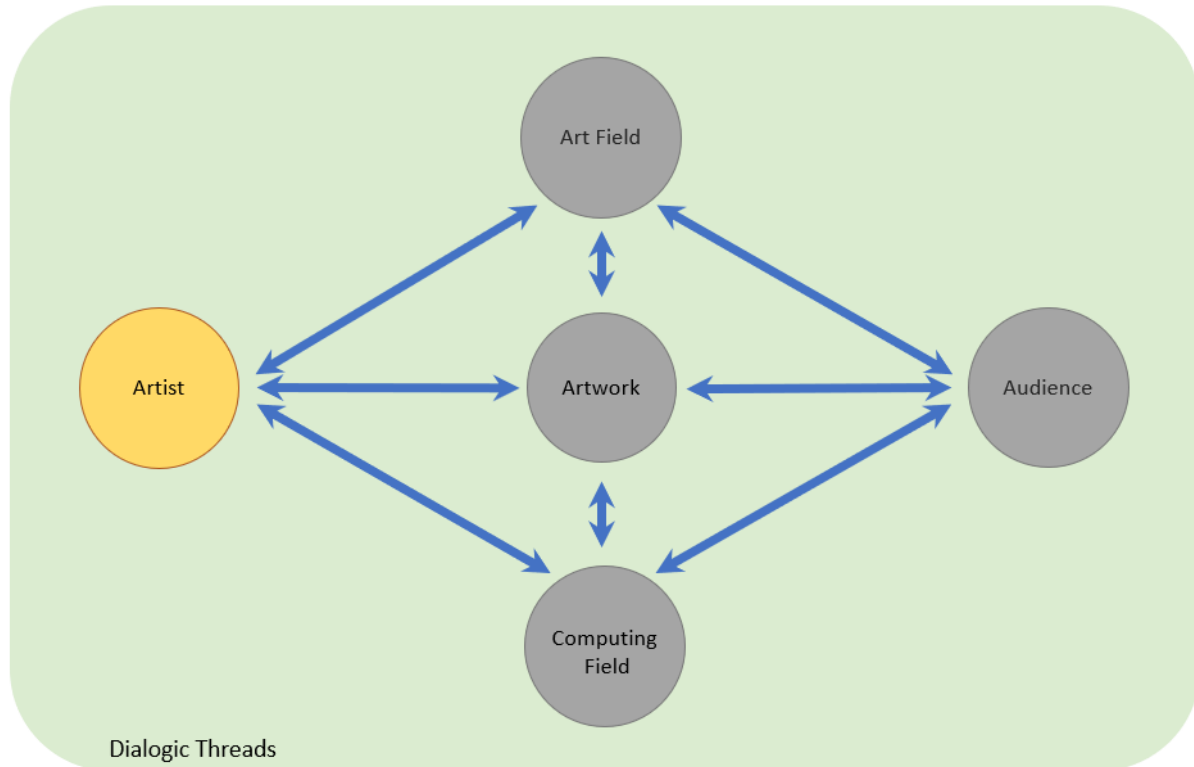 Art Field
Artist
Artwork
Audience
Computing
Field
Dialogic Threads